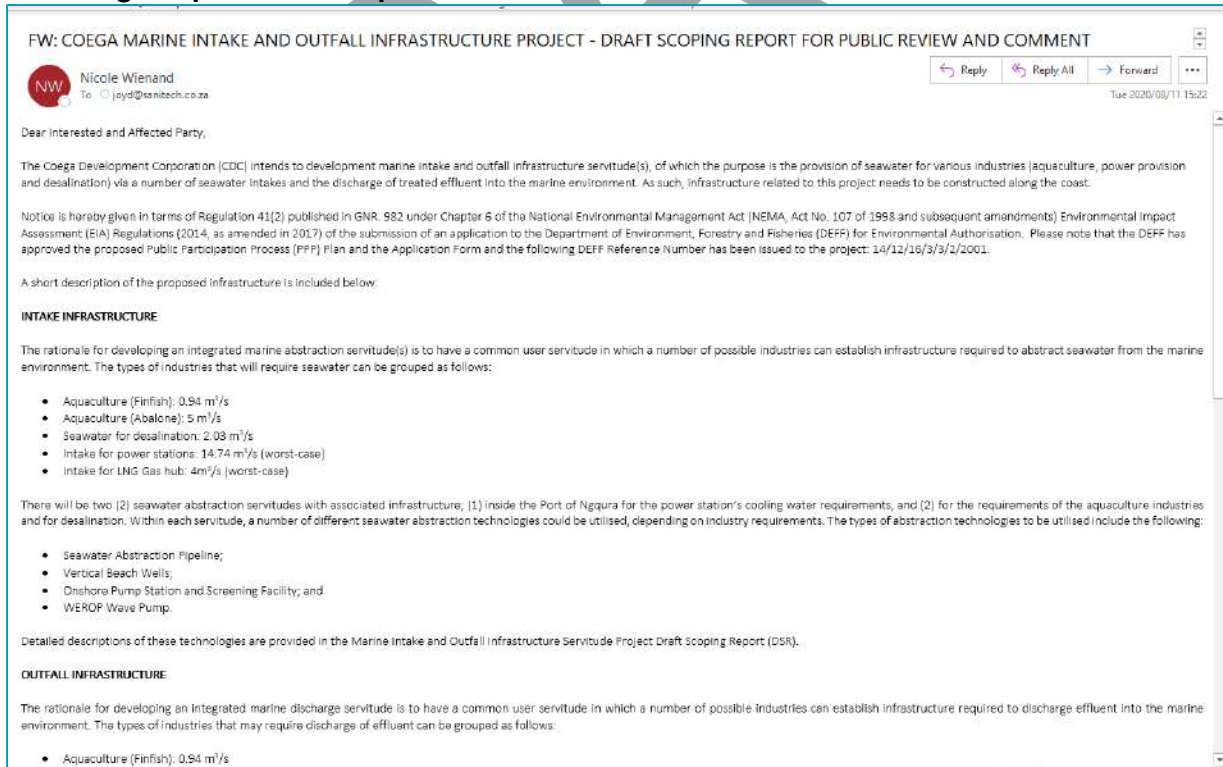 FW: COEGA MARINE INTAKE AND OUTFALL INFRASTRUCTURE PROJECT - DRAFT SCOPING REPORT FOR PUBLIC REVIEW AND COMMENT
NW
Nicole Wienand
To joyd@sanitech.co.za
Reply Reply All Forward ...
Tue 2020/08/11 15:22
Dear Interested and Affected Party,
The Coega Development Corporation (CDC) intends to development marine intake and outfall infrastructure servitude(s), of which the purpose is the provision of seawater for various industries (aquaculture, power provision
and desalination) via a number of seawater intakes and the discharge of treated effluent into the marine environment. As such, infrastructure related to this project needs to be constructed along the coast.
Notice is hereby given in terms of Regulation 41(2) published in GNR. 982 under Chapter 6 of the National Environmental Management Act (NEMA, Act No. 107 of 1998 and subsequent amendments) Environmental Impact
Assessment (EIA) Regulations (2014, as amended in 2017) of the submission of an application to the Department of Environment, Forestry and Fisheries (DEFF) for Environmental Authorisation. Please note that the DEFF has
approved the proposed Public Participation Process (PPP) Plan and the Application Form and the following DEFF Reference Number has been issued to the project: 14/12/16/3/3/2/2001.
A short description of the proposed infrastructure is included below.
INTAKE INFRASTRUCTURE
The rationale for developing an integrated marine abstraction servitude(s) is to have a common user servitude in which a number of possible industries can establish infrastructure required to abstract seawater from the marine
environment. The types of industries that will require seawater can be grouped as follows:
• Aquaculture (Finfish): 0.94 m³/s
• Aquaculture (Abalone): 5 m³/s
• Seawater for desalination: 2.03 m³/s
• Intake for power stations: 14.74 m³/s (worst-case)
• Intake for LNG Gas hub: 4m³/s (worst-case)
There will be two (2) seawater abstraction servitudes with associated infrastructure; (1) inside the Port of Ngqura for the power station's cooling water requirements, and (2) for the requirements of the aquaculture industries
and for desalination. Within each servitude, a number of different seawater abstraction technologies could be utilised, depending on industry requirements. The types of abstraction technologies to be utilised include the following:
• Seawater Abstraction Pipeline;
• Vertical Beach Wells;
• Onshore Pump Station and Screening Facility; and
• WEROP Wave Pump.
Detailed descriptions of these technologies are provided in the Marine Intake and Outfall Infrastructure Servitude Project Draft Scoping Report (DSR).
OUTFALL INFRASTRUCTURE
The rationale for developing an integrated marine discharge servitude is to have a common user servitude in which a number of possible industries can establish infrastructure required to discharge effluent into the marine
environment. The types of industries that may require discharge of effluent can be grouped as follows:
• Aquaculture (Finfish): 0.94 m³/s